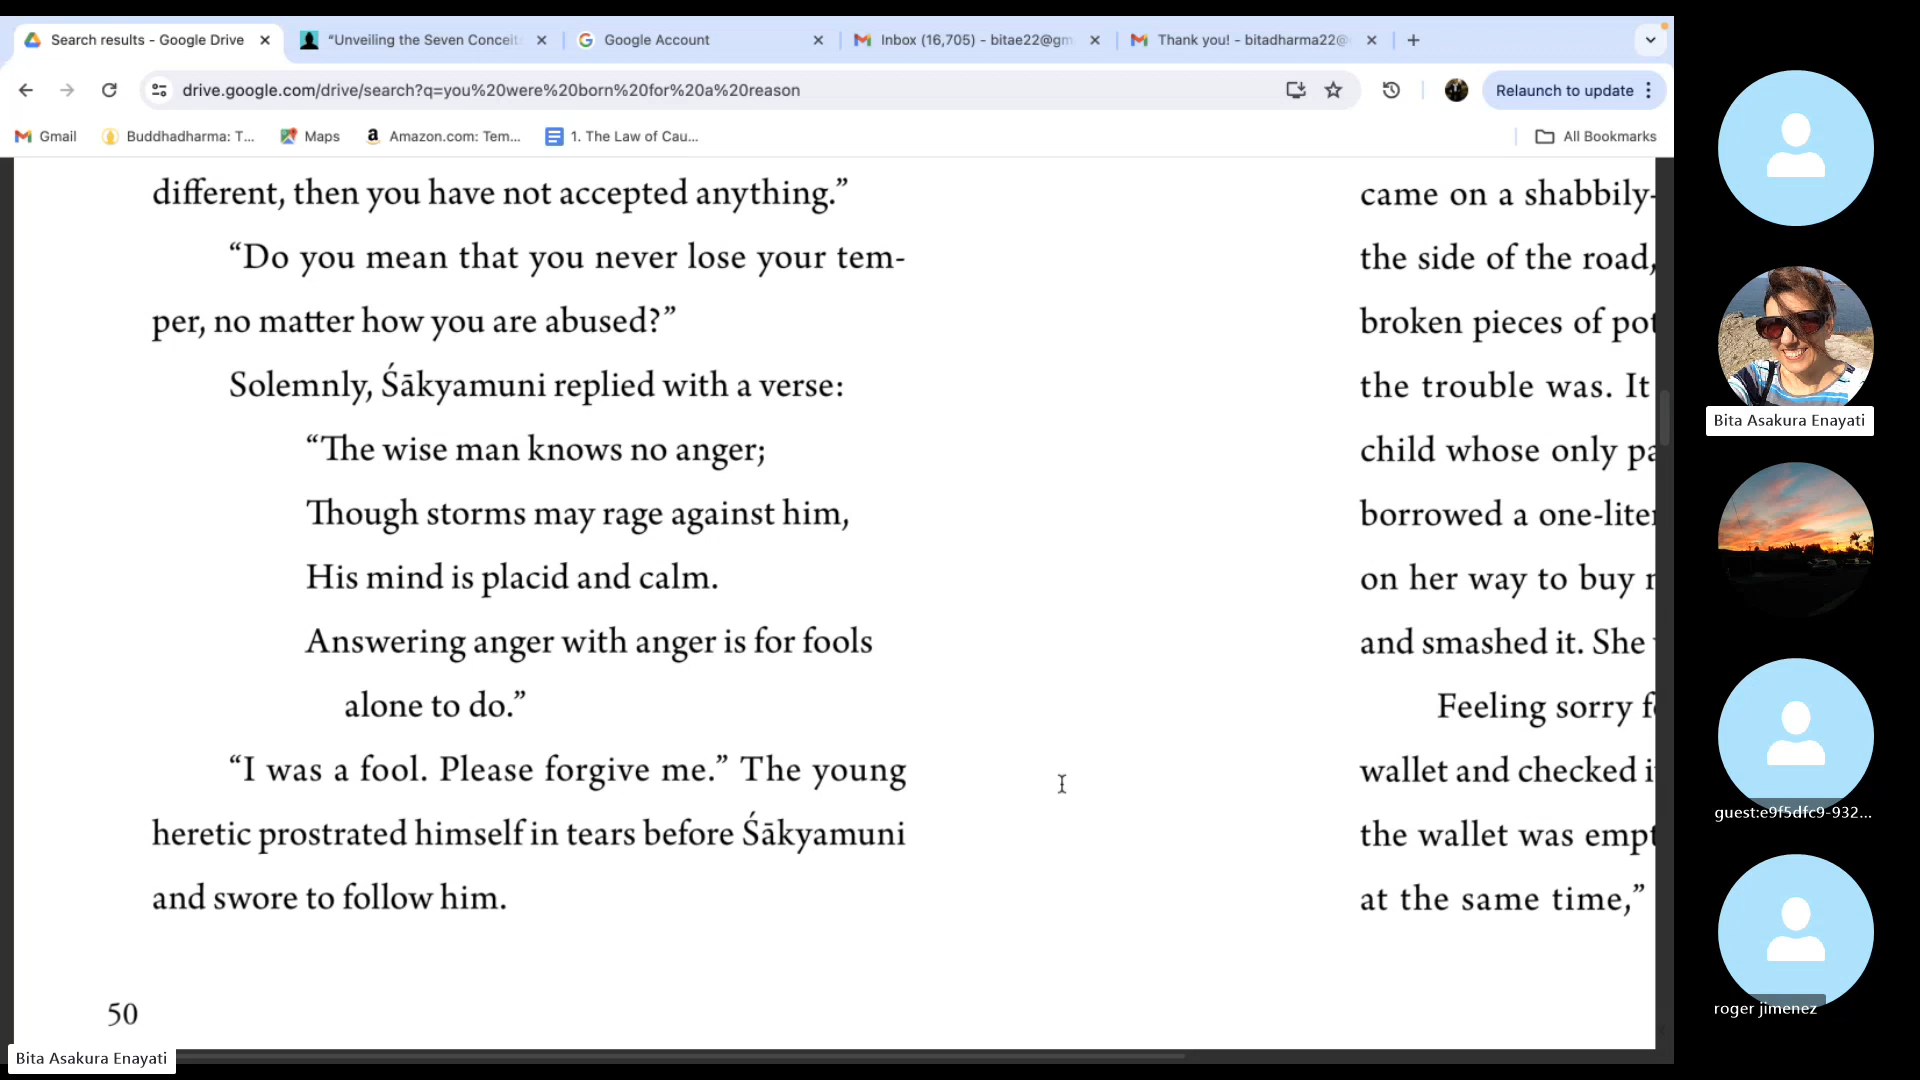 Search results - Google Drive
“Unveiling the Seven Conceit
Google Account
Inbox (16,705) - bitae22@gm
Thank you! - bitadharma22@
drive.google.com/drive/search?q=you%20were%20born%20for%20a%20reason
Relaunch to update
Gmail
Buddhadharma: T...
Maps
Amazon.com: Tem...
1. The Law of Cau...
All Bookmarks
different, then you have not accepted anything.”
“Do you mean that you never lose your tem-
per, no matter how you are abused?”
Solemnly, Śākyamuni replied with a verse:
“The wise man knows no anger;
Though storms may rage against him,
His mind is placid and calm.
Answering anger with anger is for fools
alone to do.”
“I was a fool. Please forgive me.” The young
heretic prostrated himself in tears before Śākyamuni
and swore to follow him.
50
came on a shabbily-
the side of the road,
broken pieces of pot
the trouble was. It
child whose only pa
borrowed a one-liter
on her way to buy
and smashed it. She
Feeling sorry
wallet and checked
the wallet was empt
at the same time,”
Bita Asakura Enayati
Bita Asakura Enayati
guest:e9f5dfc9-932...
roger jimenez